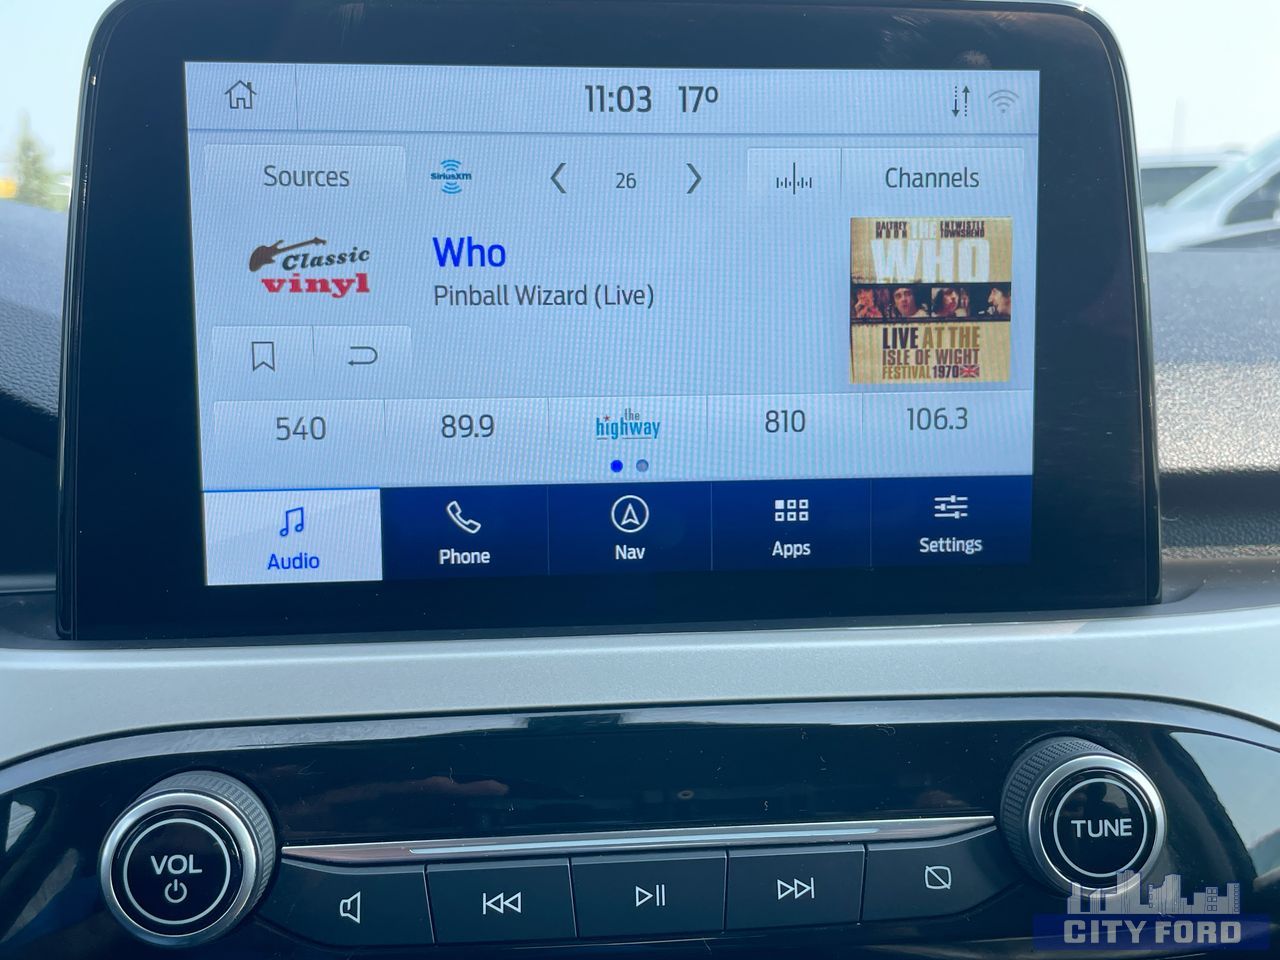 11:03 17°
Sources
SiriusXM
26
Channels
Classic
vinyl
Who
Pinball Wizard (Live)
DALTREY ENTWISTLE
MOON TOWNSHEND
THE
WHO
LIVE AT THE
ISLE OF WIGHT
FESTIVAL 1970
540
89.9
the
highway
810
106.3
Audio
Phone
Nav
Apps
Settings
VOL
TUNE
CITY FORD